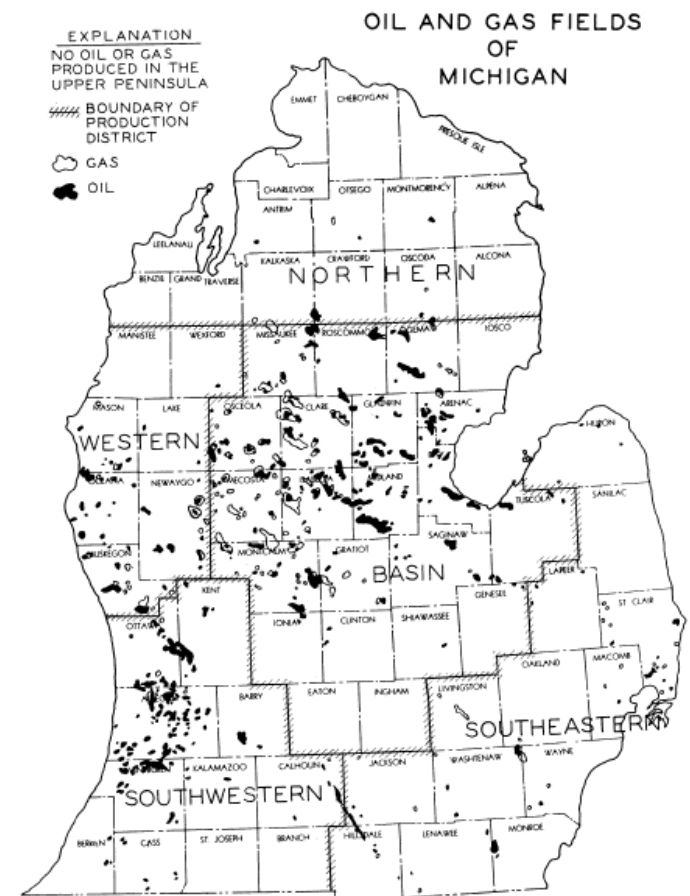 OIL AND GAS FIELDS
OF
MICHIGAN
EXPLANATION
NO OIL OR GAS
PRODUCED IN THE
UPPER PENINSULA
BOUNDARY OF
PRODUCTION
DISTRICT
GAS
OIL
EMMET
CHEBOYGAN
PRESQUE ISLE
CHARLEVOIX
OTSEGO
MONTMORENCY
ALPENA
ANTRIM
LEELANAU
KALKASKA
CRAWFORD
OSCODA
ALCONA
NORTHERN
BENZIE
GRAND TRAVERSE
MANISTEE
WEXFORD
MISSAUKEE
ROSCOMMON
OGEMAW
IOSCO
MASON
LAKE
OSCEOLA
CLARE
GLADWIN
ARENAC
HURON
WESTERN
NEWAYGO
MECOSTA
MIDLAND
TUSCOLA
SANILAC
MUSKEGON
MONTCALM
GRATIOT
SAGINAW
BASIN
LAPEER
KENT
GENESEE
ST CLAIR
OTTAWA
IONIA
CLINTON
SHIAWASSEE
OAKLAND
MACOMB
BARRY
EATON
INGHAM
LIVINGSTON
SOUTHEASTERN
KALAMAZOO
CALHOUN
JACKSON
WASHTENAW
WAYNE
SOUTHWESTERN
BERRIEN
CASS
ST. JOSEPH
BRANCH
HILLSDALE
LENAWEE
MONROE